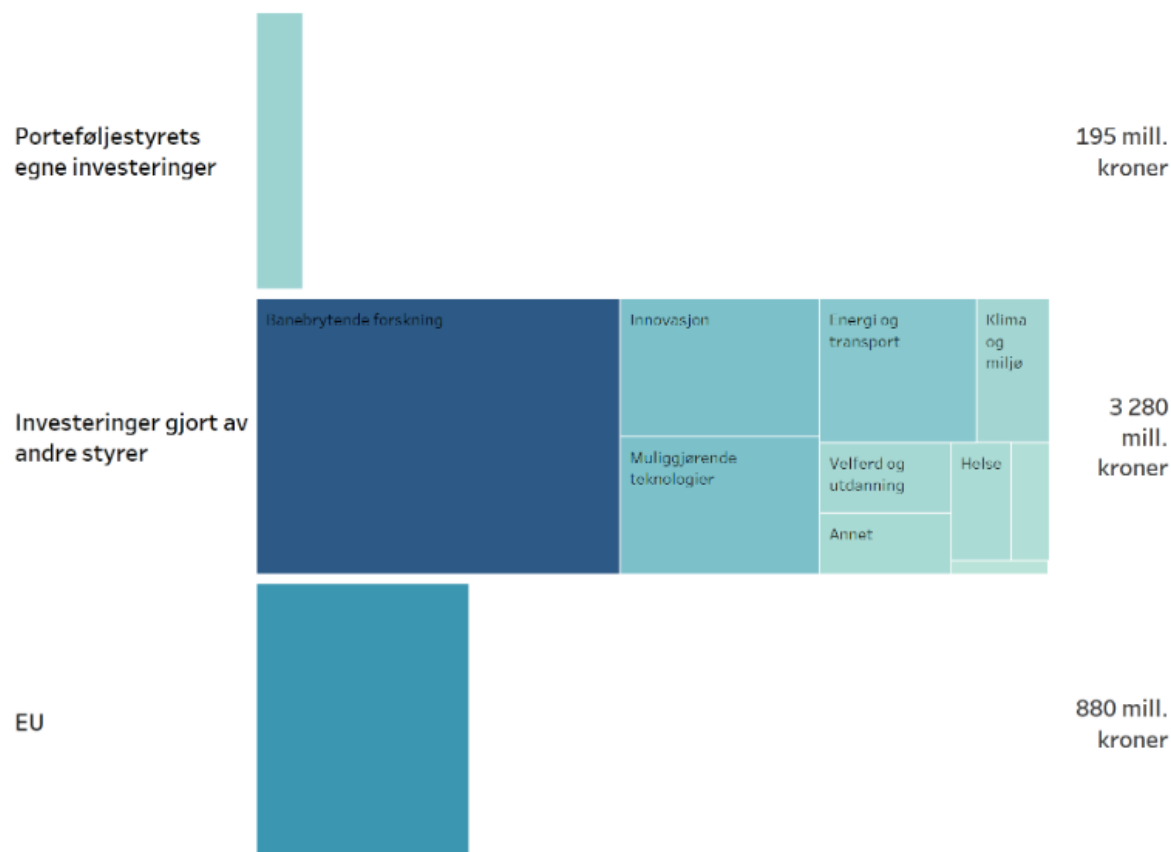 Porteføljestyrets
egne investeringer
195 mill.
kroner
Investeringer gjort av
andre styrer
Banebrytende forskning
Innovasjon
Muliggjørende
teknologier
Energi og
transport
Klima
og
miljø
Velferd og
utdanning
Helse
Annet
3 280
mill.
kroner
EU
880 mill.
kroner